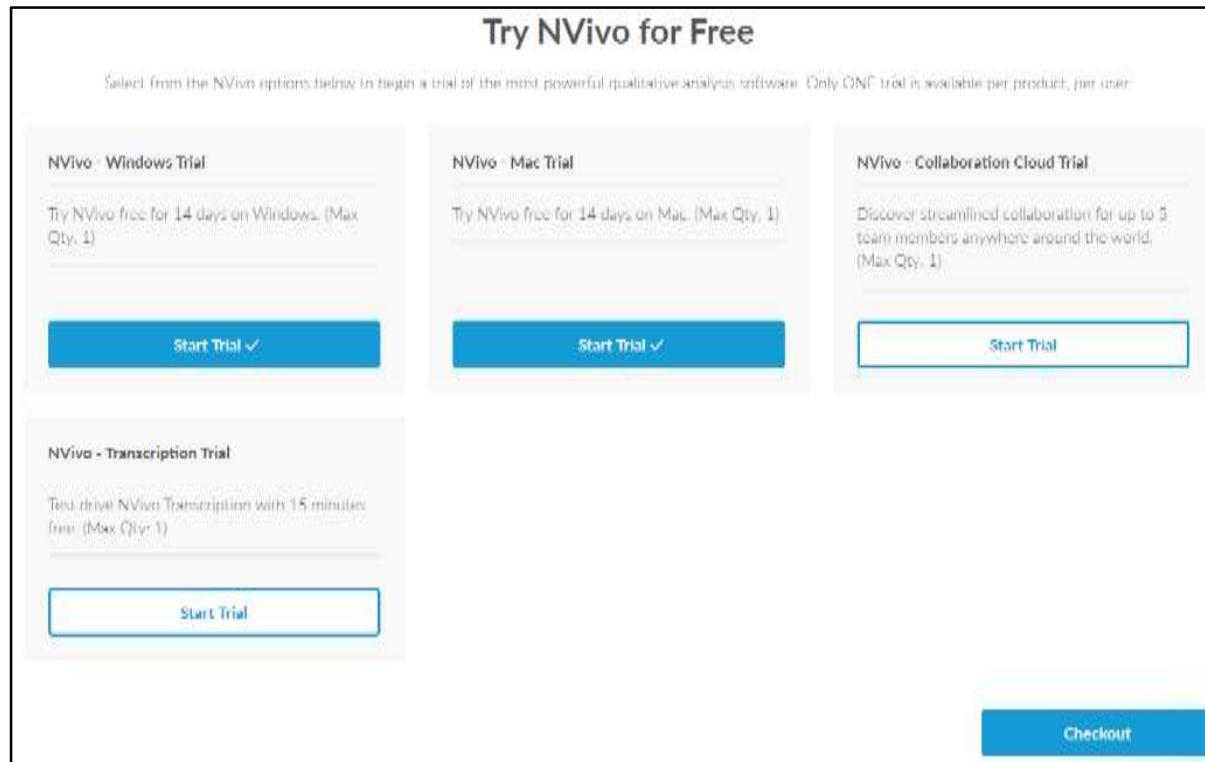 Try NVivo for Free
Select from the NVivo options below to begin a trial of the most powerful qualitative analysis software. Only ONE trial is available per product, per user
NVivo - Windows Trial
Try NVivo free for 14 days on Windows. (Max
Qty. 1)
Start Trial ✓
NVivo - Mac Trial
Try NVivo free for 14 days on Mac. (Max Qty. 1)
Start Trial ✓
NVivo - Collaboration Cloud Trial
Discover streamlined collaboration for up to 5
team members anywhere around the world.
(Max Qty. 1)
Start Trial
NVivo - Transcription Trial
Test drive NVivo Transcription with 15 minutes
free. (Max Qty: 1)
Start Trial
Checkout